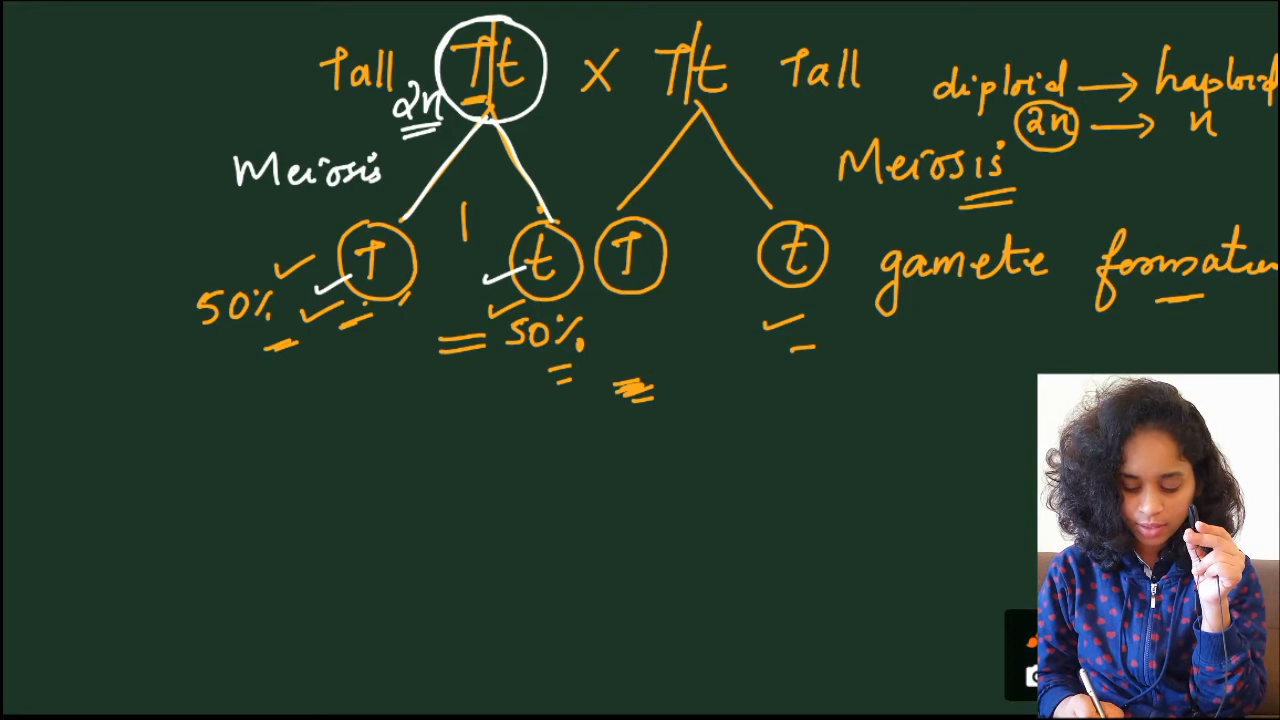 Tall Tt X Tt Tall
diploid → haploid
2n
2n → n
Meiosis
Meiosis
T t T t
gamete formation
50%
50%